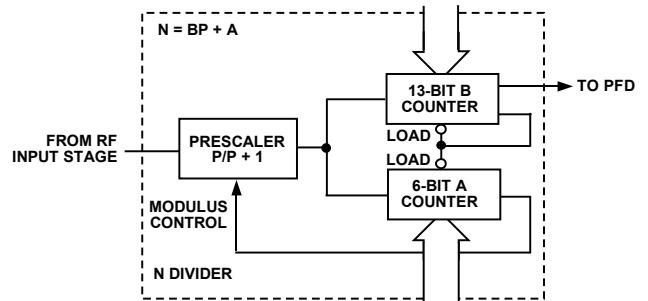 N = BP + A
13-BIT B
COUNTER
TO PFD
LOAD
LOAD
FROM RF
INPUT STAGE
PRESCALER
P/P + 1
6-BIT A
COUNTER
MODULUS
CONTROL
N DIVIDER